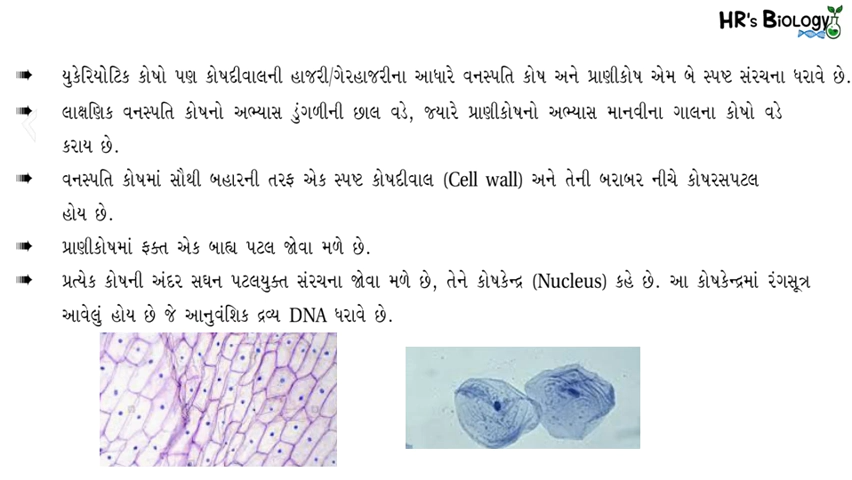 HR's Biology
યુકેરિયોટિક કોષો પણ કોષદીવાલની હાજરી/ગેરહાજરીના આધારે વનસ્પતિ કોષ અને પ્રાણીકોષ એમ બે સ્પષ્ટ સંરચના ધરાવે છે.
લાક્ષણિક વનસ્પતિ કોષનો અભ્યાસ ડુંગળીની છાલ વડે, જ્યારે પ્રાણીકોષનો અભ્યાસ માનવીના ગાલના કોષો વડે
કરાય છે.
વનસ્પતિ કોષમાં સૌથી બહારની તરફ એક સ્પષ્ટ કોષદીવાલ (Cell wall) અને તેની બરાબર નીચે કોષરસપટલ
હોય છે.
પ્રાણીકોષમાં ફક્ત એક બાહ્ય પટલ જોવા મળે છે.
પ્રત્યેક કોષની અંદર સઘન પટલયુક્ત સંરચના જોવા મળે છે, તેને કોષકેન્દ્ર (Nucleus) કહે છે. આ કોષકેન્દ્રમાં રંગસૂત્ર
આવેલું હોય છે જે આનુવંશિક દ્રવ્ય DNA ધરાવે છે.